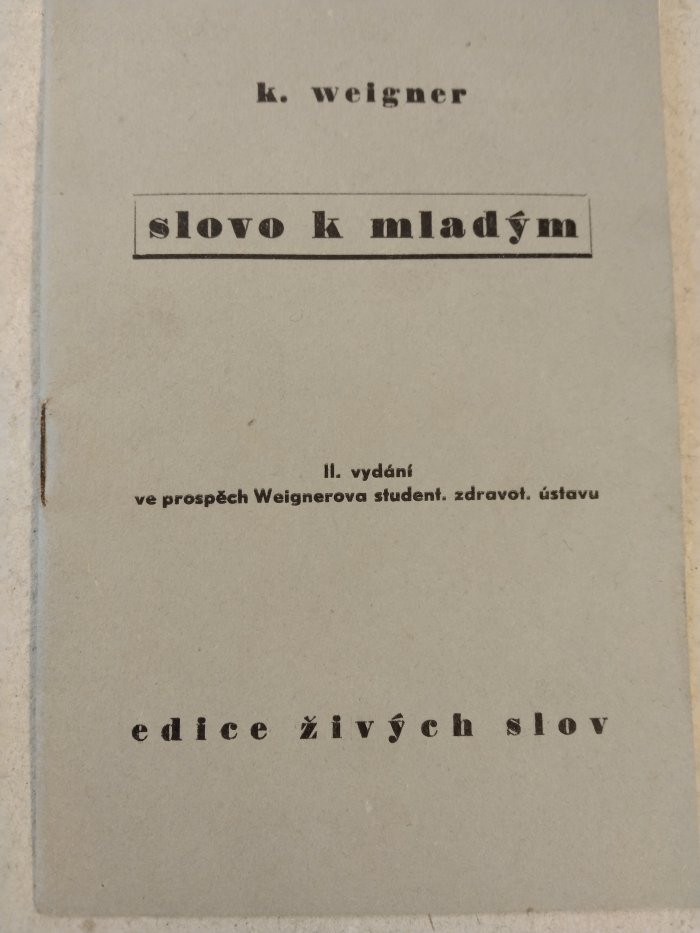 k. weigner
slovo k mladým
II. vydání
ve prospěch Weignerova student. zdravot. ústavu
edice živých slov